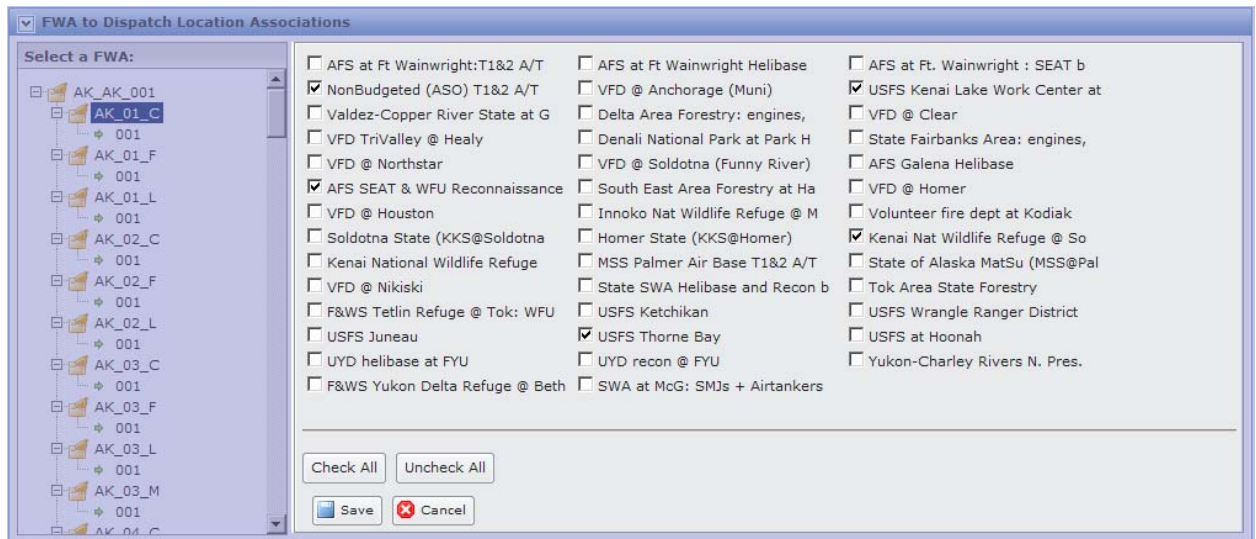 FWA to Dispatch Location Associations
Select a FWA:
AK_AK_001
AK_01_C
001
AK_01_F
001
AK_01_L
001
AK_02_C
001
AK_02_F
001
AK_02_L
001
AK_03_C
001
AK_03_F
001
AK_03_L
001
AK_03_M
001
AK_04_C
AFS at Ft Wainwright:T1&2 A/T AFS at Ft Wainwright Helibase AFS at Ft. Wainwright : SEAT b
NonBudgeted (ASO) T1&2 A/T VFD @ Anchorage (Muni) USFS Kenai Lake Work Center at
Valdez-Copper River State at G Delta Area Forestry: engines, VFD @ Clear
VFD TriValley @ Healy Denali National Park at Park H State Fairbanks Area: engines,
VFD @ Northstar VFD @ Soldotna (Funny River) AFS Galena Helibase
AFS SEAT & WFU Reconnaissance South East Area Forestry at Ha VFD @ Homer
VFD @ Houston Innoko Nat Wildlife Refuge @ M Volunteer fire dept at Kodiak
Soldotna State (KKS@Soldotna Homer State (KKS@Homer) Kenai Nat Wildlife Refuge @ So
Kenai National Wildlife Refuge MSS Palmer Air Base T1&2 A/T State of Alaska MatSu (MSS@Pal
VFD @ Nikiski State SWA Helibase and Recon b Tok Area State Forestry
F&WS Tetlin Refuge @ Tok: WFU USFS Ketchikan USFS Wrangle Ranger District
USFS Juneau USFS Thorne Bay USFS at Hoonah
UYD helibase at FYU UYD recon @ FYU Yukon-Charley Rivers N. Pres.
F&WS Yukon Delta Refuge @ Beth SWA at McG: SMJs + Airtankers
Check All Uncheck All
Save Cancel